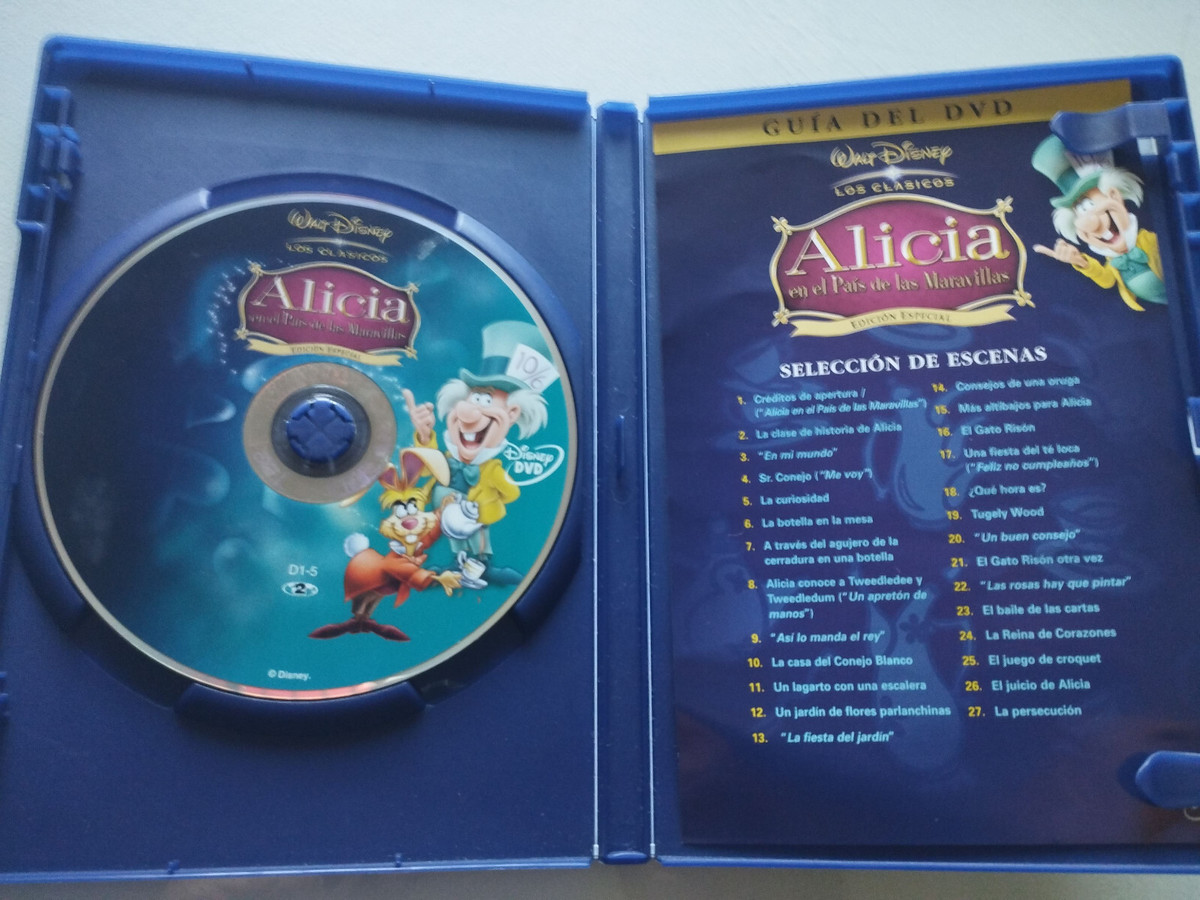 WALT DISNEY
LOS CLASICOS
Alicia
en el País de las Maravillas
EDICIÓN ESPECIAL
10/6
DISNEY
DVD
D1-5
2
© Disney.
GUÍA DEL DVD
WALT DISNEY
LOS CLASICOS
Alicia
en el País de las Maravillas
EDICIÓN ESPECIAL
SELECCIÓN DE ESCENAS
1. Créditos de apertura /
("Alicia en el País de las Maravillas")
2. La clase de historia de Alicia
3. "En mi mundo"
4. Sr. Conejo ("Me voy")
5. La curiosidad
6. La botella en la mesa
7. A través del agujero de la
cerradura en una botella
8. Alicia conoce a Tweedledee y
Tweedledum ("Un apretón de
manos")
9. "Así lo manda el rey"
10. La casa del Conejo Blanco
11. Un lagarto con una escalera
12. Un jardín de flores parlanchinas
13. "La fiesta del jardín"
14. Consejos de una oruga
15. Más altibajos para Alicia
16. El Gato Risón
17. Una fiesta del té loca
("Feliz no cumpleaños")
18. ¿Qué hora es?
19. Tugely Wood
20. "Un buen consejo"
21. El Gato Risón otra vez
22. "Las rosas hay que pintar"
23. El baile de las cartas
24. La Reina de Corazones
25. El juego de croquet
26. El juicio de Alicia
27. La persecución